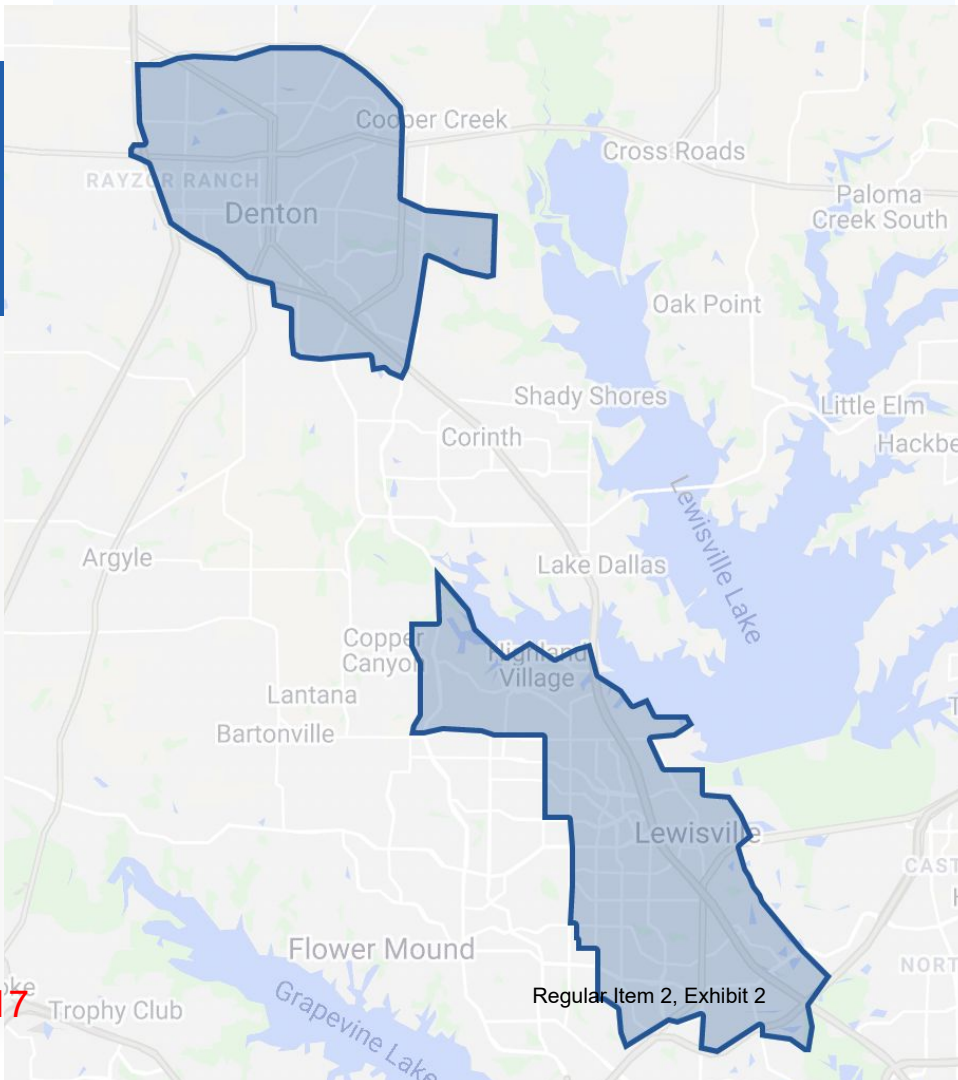 Cooper Creek
Cross Roads
RAYZOR RANCH
Paloma
Creek South
Denton
Oak Point
Shady Shores
Little Elm
Corinth
Hackbe
Lewisville Lake
Argyle
Lake Dallas
Copper
Canyon
Highland
Village
Lantana
T
Bartonville
Lewisville
CAST
H
Flower Mound
NORT
ke
17
Trophy Club
Grapevine Lake
Regular Item 2, Exhibit 2